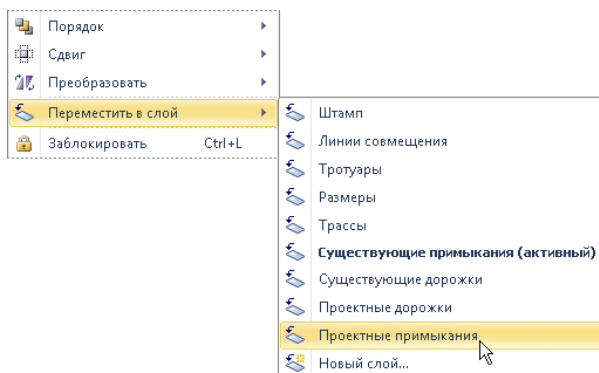 Порядок
Сдвиг
Преобразовать
Переместить в слой
Заблокировать Ctrl+L
Штамп
Линии совмещения
Тротуары
Размеры
Трассы
Существующие примыкания (активный)
Существующие дорожки
Проектные дорожки
Проектные примыкания
Новый слой...